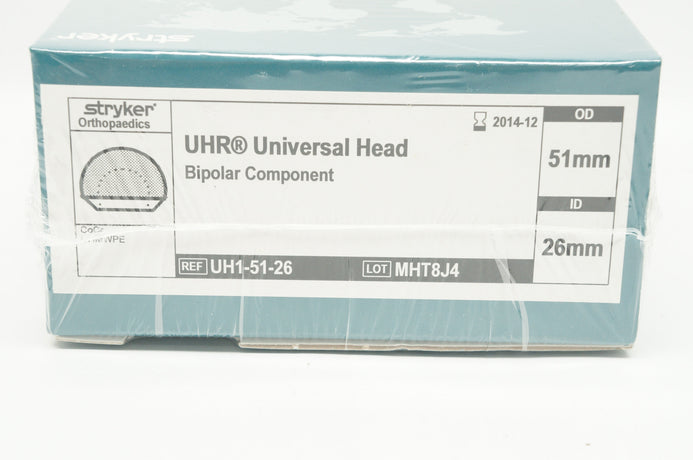 stryker
stryker®
Orthopaedics
UHR® Universal Head
Bipolar Component
2014-12
OD
51mm
ID
26mm
CoCr
REF UH1-51-26
LOT MHT8J4